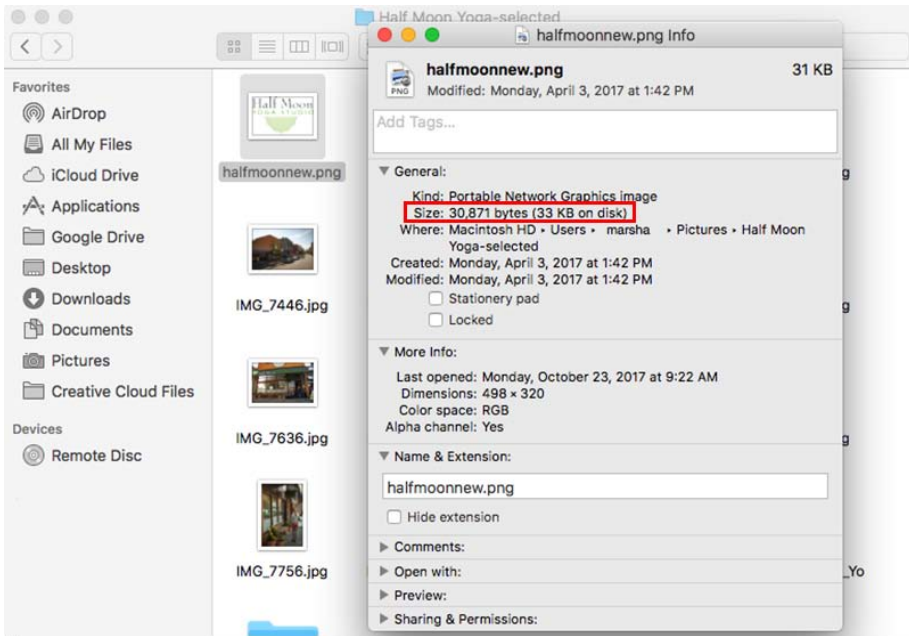 Half Moon Yoga-selected
Favorites
AirDrop
All My Files
iCloud Drive
Applications
Google Drive
Desktop
Downloads
Documents
Pictures
Creative Cloud Files
Devices
Remote Disc
Half Moon
YOGA STUDIO
halfmoonnew.png
IMG_7446.jpg
IMG_7636.jpg
IMG_7756.jpg
halfmoonnew.png Info
PNG
halfmoonnew.png
31 KB
Modified: Monday, April 3, 2017 at 1:42 PM
Add Tags...
General:
Kind: Portable Network Graphics image
Size: 30,871 bytes (33 KB on disk)
Where: Macintosh HD ▸ Users ▸ marsha ▸ Pictures ▸ Half Moon
Yoga-selected
Created: Monday, April 3, 2017 at 1:42 PM
Modified: Monday, April 3, 2017 at 1:42 PM
Stationery pad
Locked
More Info:
Last opened: Monday, October 23, 2017 at 9:22 AM
Dimensions: 498 × 320
Color space: RGB
Alpha channel: Yes
Name & Extension:
halfmoonnew.png
Hide extension
Comments:
Open with:
Preview:
Sharing & Permissions:
g
g
g
_Yo